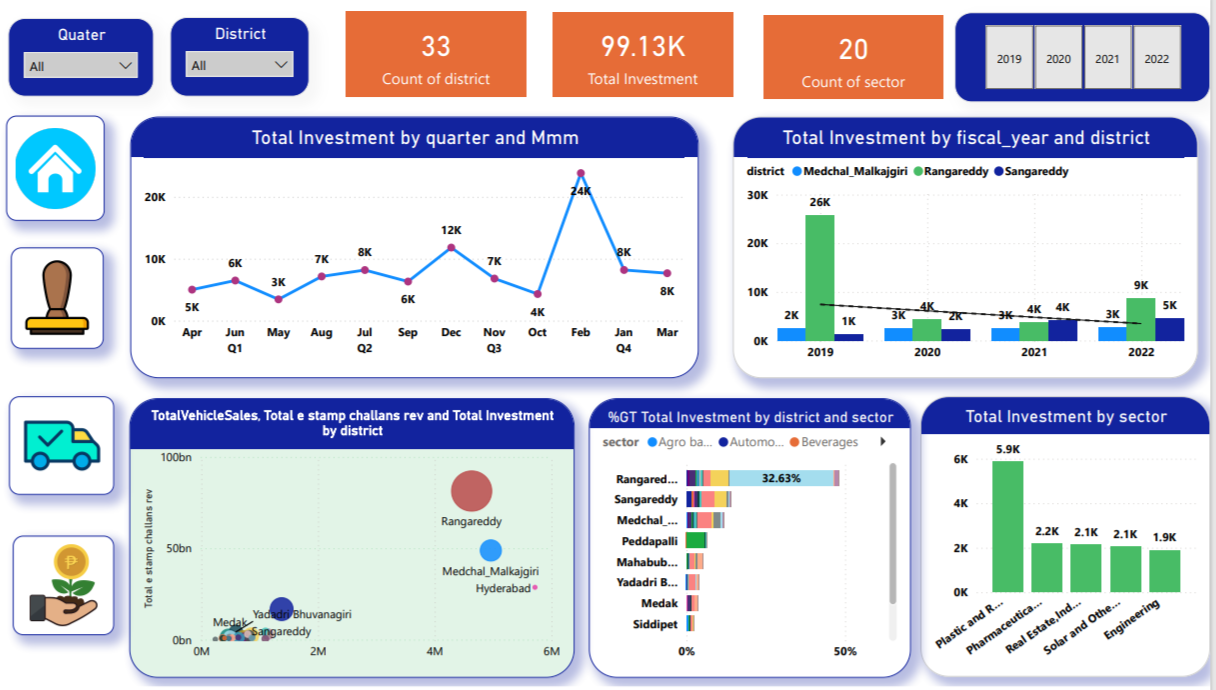 Quater
All
District
All
33
Count of district
99.13K
Total Investment
20
Count of sector
2019 2020 2021 2022
Total Investment by quarter and Mmm
20K
10K
0K
5K 6K 3K 7K 8K 6K 12K 7K 4K 24K 8K 8K
Apr Jun May Aug Jul Sep Dec Nov Oct Feb Jan Mar
Q1 Q2 Q3 Q4
Total Investment by fiscal_year and district
district Medchal_Malkajgiri Rangareddy Sangareddy
30K
20K
10K
0K
2K 26K 1K 3K 4K 2K 3K 4K 4K 3K 9K 5K
2019 2020 2021 2022
TotalVehicleSales, Total e stamp challans rev and Total Investment
by district
Total e stamp challans rev
100bn
50bn
0bn
Rangareddy
Medchal_Malkajgiri
Hyderabad
Yadadri Bhuvanagiri
Medak
Sangareddy
0M 2M 4M 6M
%GT Total Investment by district and sector
sector Agro ba... Automo... Beverages
Rangared...
32.63%
Sangareddy
Medchal_...
Peddapalli
Mahabub...
Yadadri B...
Medak
Siddipet
0% 50%
Total Investment by sector
6K
4K
2K
0K
5.9K 2.2K 2.1K 2.1K 1.9K
Plastic and R...
Pharmaceutica...
Real Estate,Ind...
Solar and Othe...
Engineering